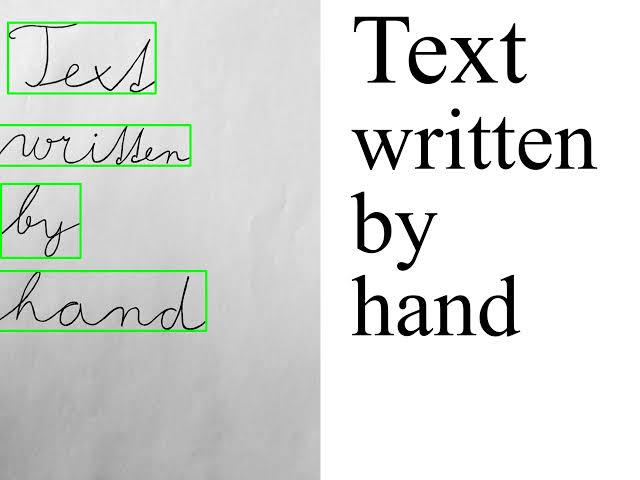 Text
written
by
hand
Text
written
by
hand